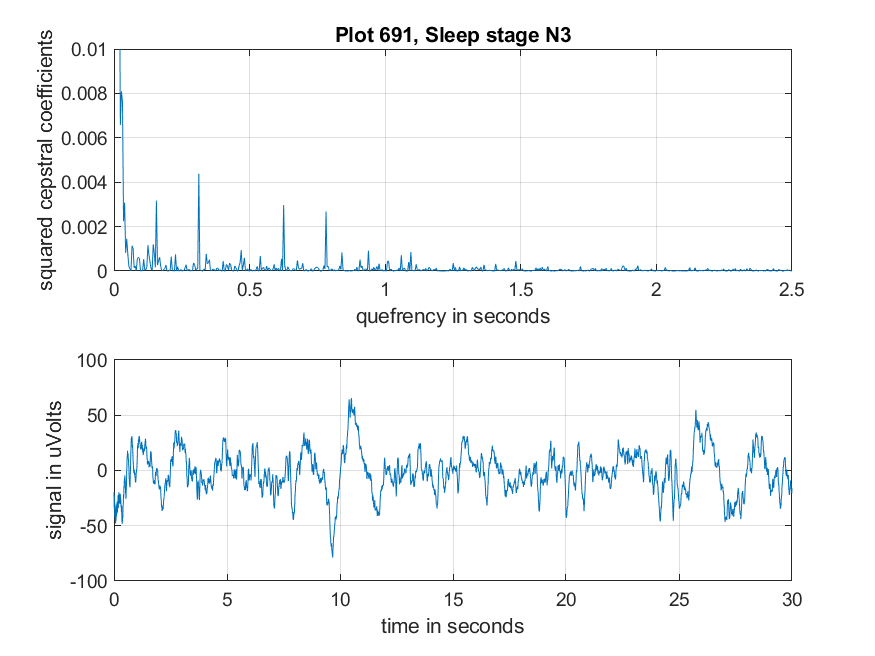 Plot 691, Sleep stage N3
squared cepstral coefficients
0.01
0.008
0.006
0.004
0.002
0
0 0.5 1 1.5 2 2.5
quefrency in seconds
signal in uVolts
100
50
0
-50
-100
0 5 10 15 20 25 30
time in seconds